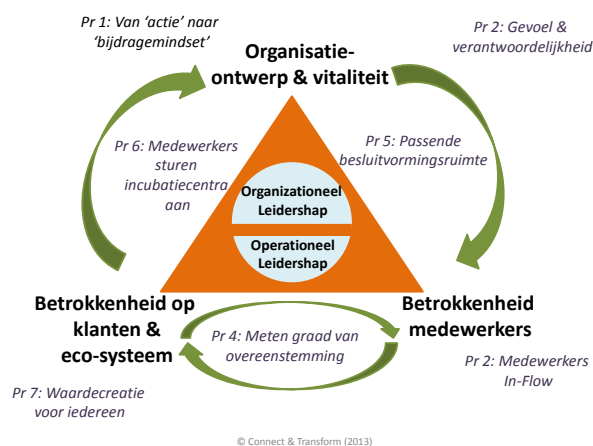 Pr 1: Van ‘actie’ naar
‘bijdragemindset’
Pr 2: Gevoel &
verantwoordelijkheid
Organisatie-
ontwerp & vitaliteit
Pr 6: Medewerkers
sturen
incubatiecentra
aan
Pr 5: Passende
besluitvormingsruimte
Organizationeel
Leidershap
Operationeel
Leidershap
Betrokkenheid op
klanten &
eco-systeem
Pr 4: Meten graad van
overeenstemming
Betrokkenheid
medewerkers
Pr 2: Medewerkers
In-Flow
Pr 7: Waardecreatie
voor iedereen
© Connect & Transform (2013)